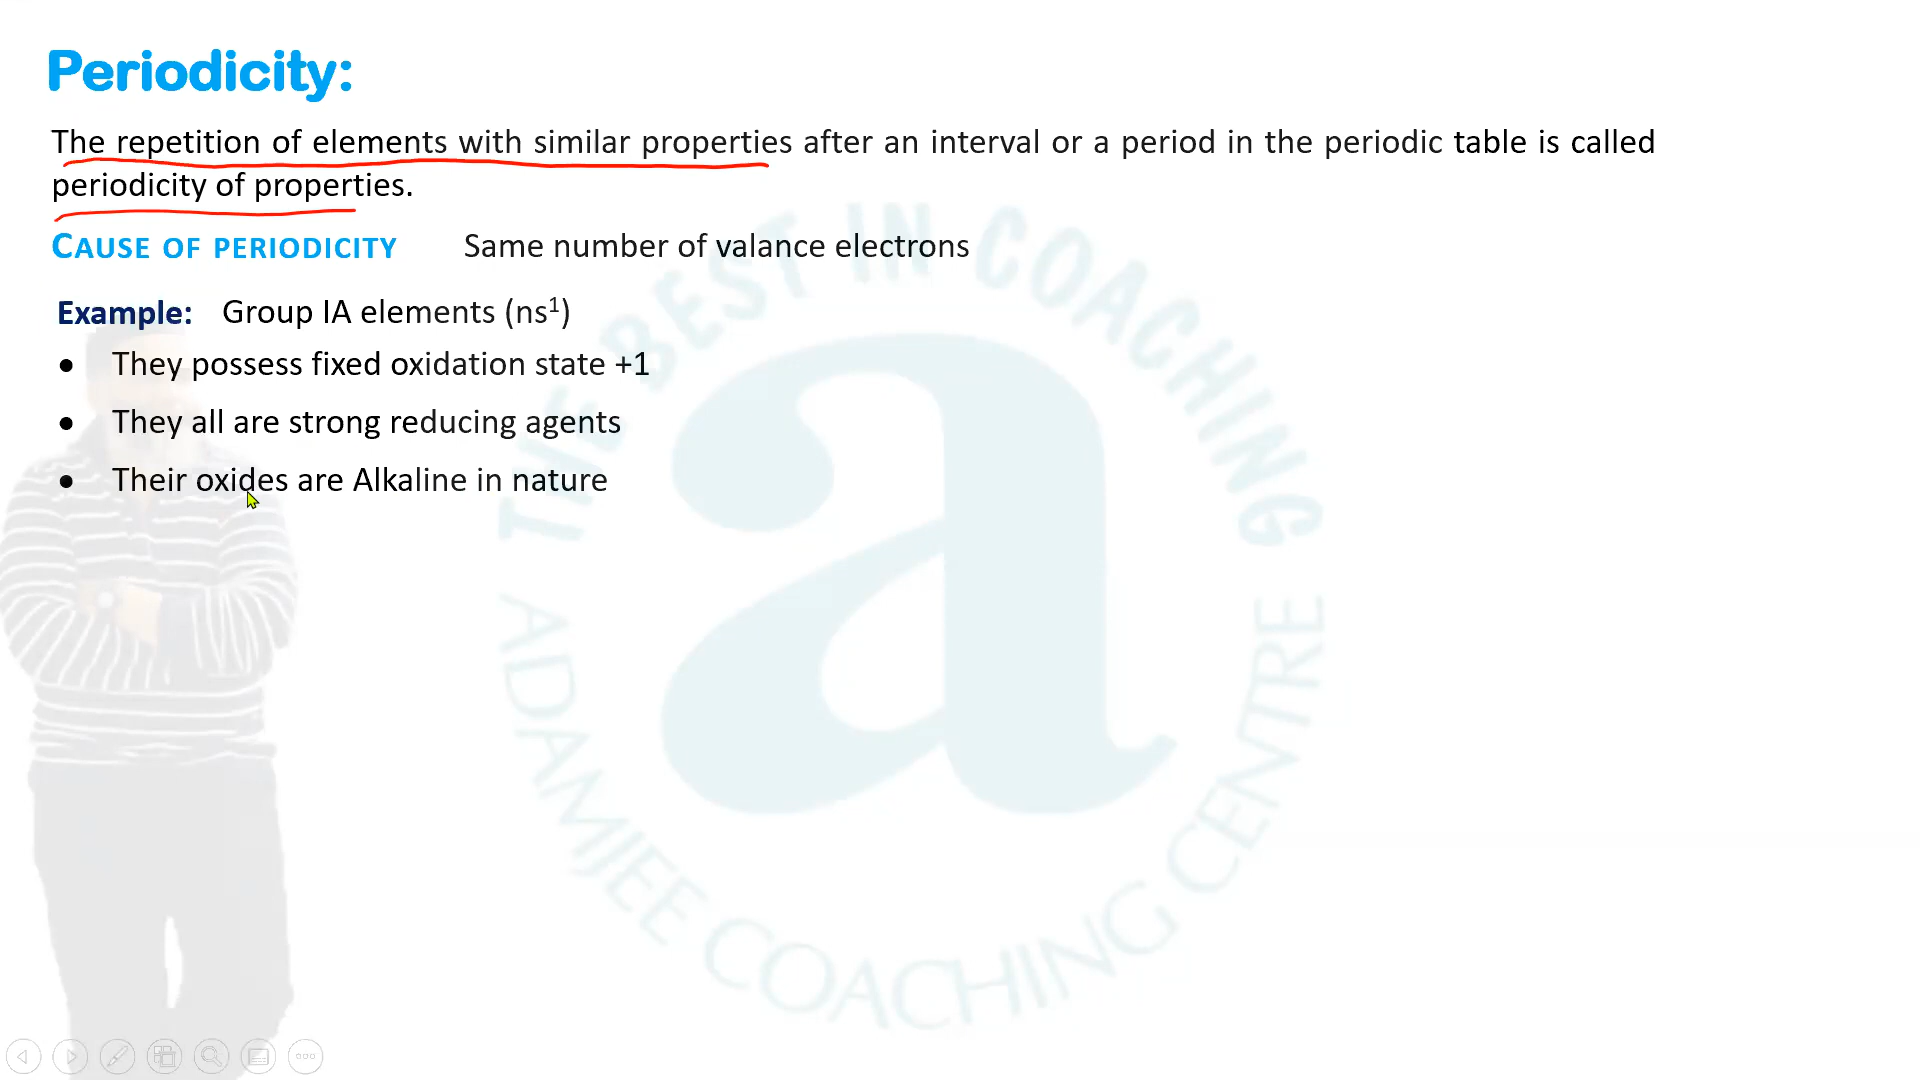 Periodicity:
The repetition of elements with similar properties after an interval or a period in the periodic table is called
periodicity of properties.
CAUSE OF PERIODICITY Same number of valance electrons
Example: Group IA elements (ns¹)
• They possess fixed oxidation state +1
• They all are strong reducing agents
• Their oxides are Alkaline in nature
THE BEST IN COACHING
a
ADAMJEE COACHING CENTRE